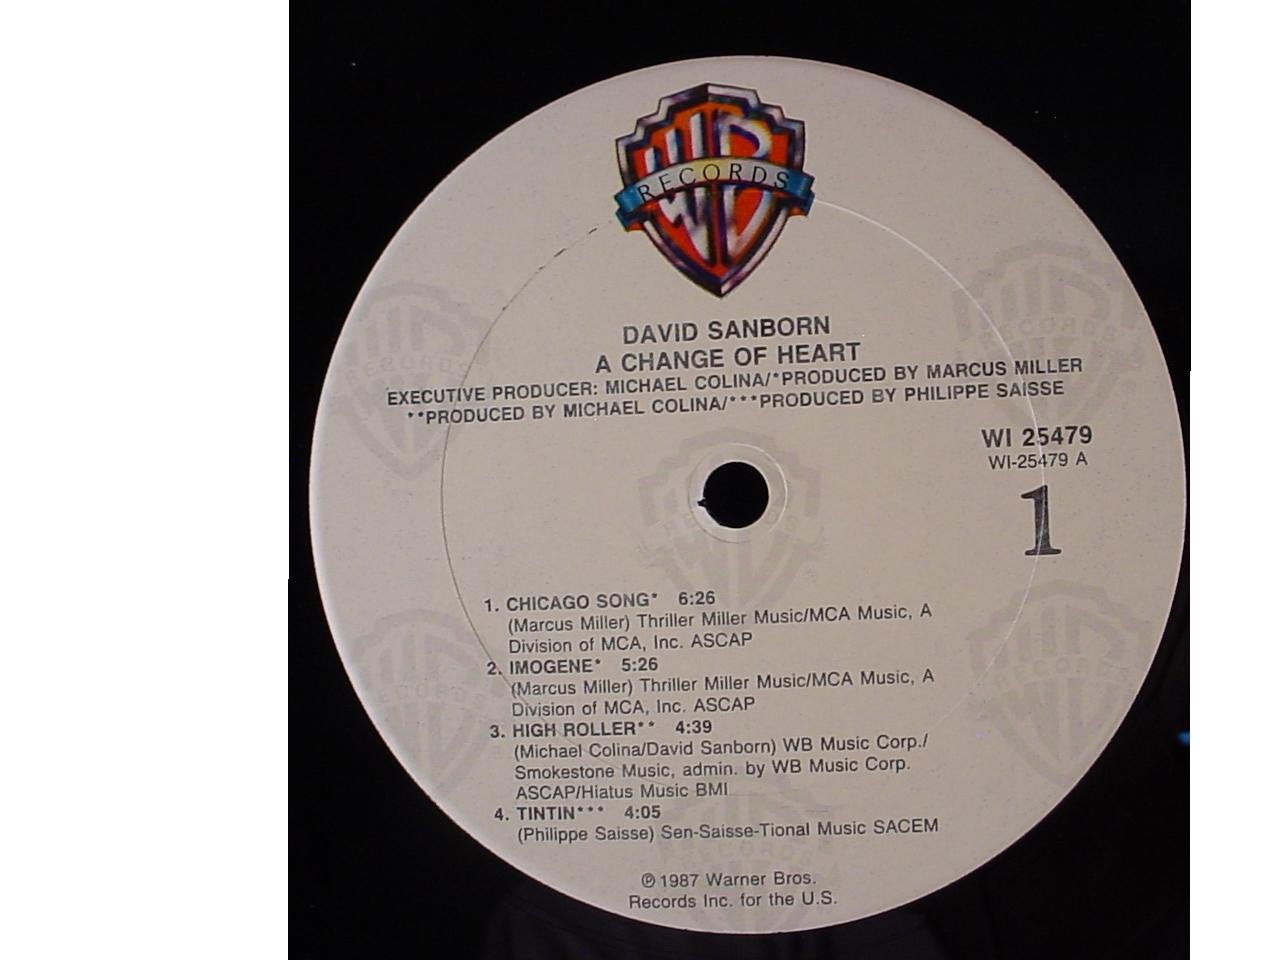 WB
RECORDS
DAVID SANBORN
A CHANGE OF HEART
EXECUTIVE PRODUCER: MICHAEL COLINA/*PRODUCED BY MARCUS MILLER
**PRODUCED BY MICHAEL COLINA/***PRODUCED BY PHILIPPE SAISSE
WI 25479
WI-25479 A
1
1. CHICAGO SONG* 6:26
(Marcus Miller) Thriller Miller Music/MCA Music, A
Division of MCA, Inc. ASCAP
2. IMOGENE* 5:26
(Marcus Miller) Thriller Miller Music/MCA Music, A
Division of MCA, Inc. ASCAP
3. HIGH ROLLER** 4:39
(Michael Colina/David Sanborn) WB Music Corp./
Smokestone Music, admin. by WB Music Corp.
ASCAP/Hiatus Music BMI
4. TINTIN*** 4:05
(Philippe Saisse) Sen-Saisse-Tional Music SACEM
℗ 1987 Warner Bros.
Records Inc. for the U.S.